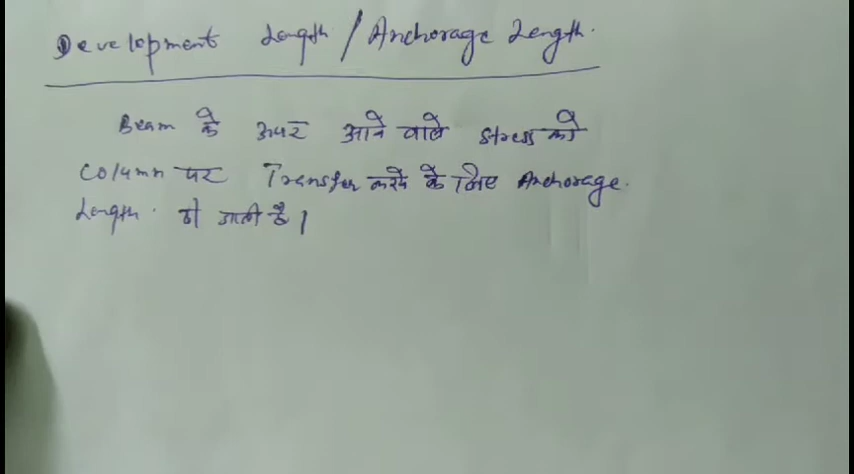 Development Length / Anchorage Length.
Beam के ऊपर आने वाले stress को
column पर Transfer करने के लिए Anchorage.
Length. दी जाती है।